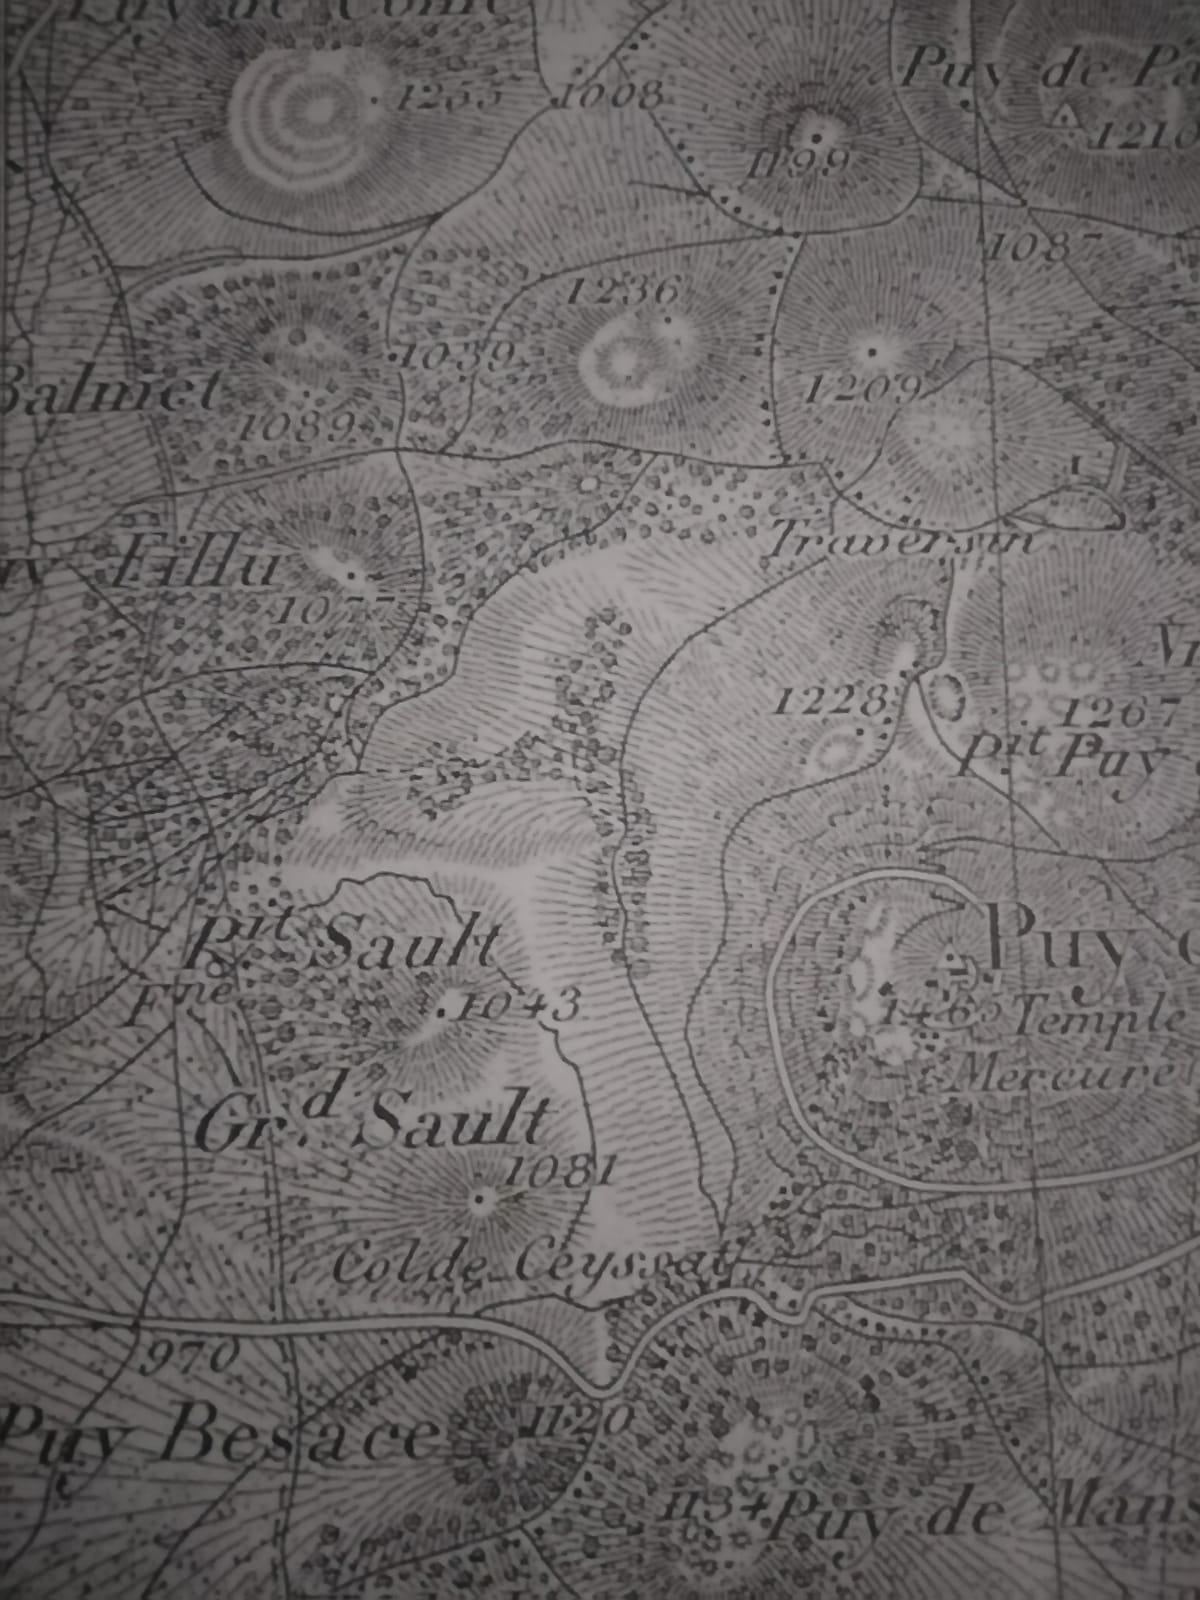 Puy de Côme
1255
1008
Puy de Pa
1199
1210
1087
1236
1039
1209
Balmet
1089
Traversin
Fillu
1077
1228
1267
pit Puy
Puy
pit Sault
Fne
1043
1465
Temple
Mercure
Grd Sault
1081
Col de Ceyssat
970
Puy Besace
1120
1134
Puy de Mans